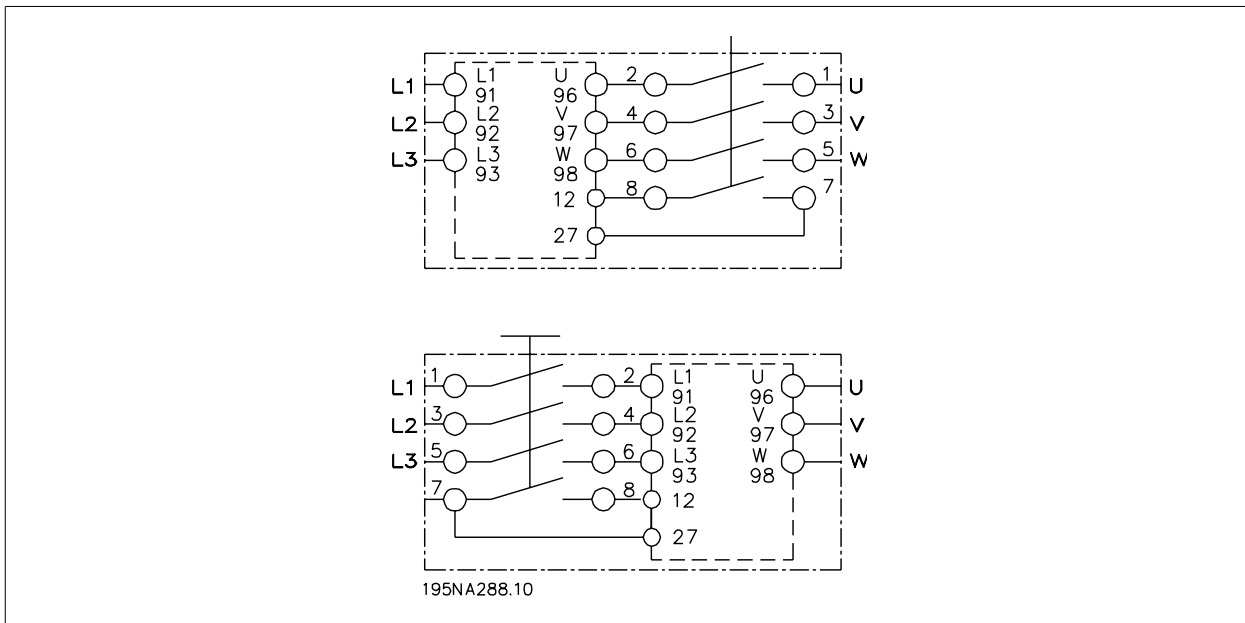 L1 L1 U 2 1 U
91 96
L2 L2 V 4 3 V
92 97
L3 L3 W 6 5 W
93 98
12 8 7
27
L1 1 2 L1 U U
91 96
L2 3 4 L2 V V
92 97
L3 5 6 L3 W W
93 98
7 8 12
27
195NA288.10